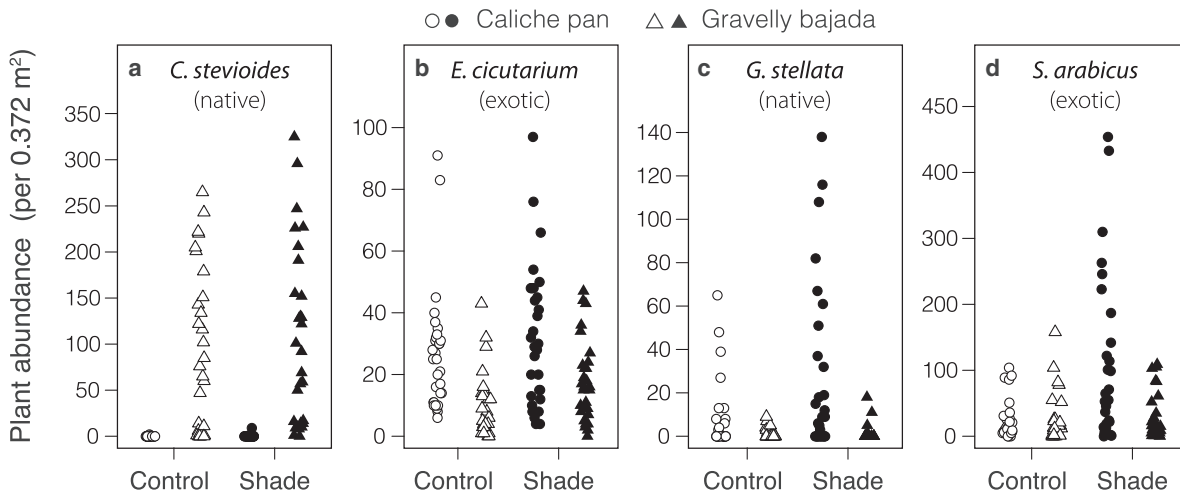 Caliche pan Gravelly bajada
Plant abundance (per 0.372 m²)
a C. stevioides
(native)
350
300
250
200
150
100
50
0
Control Shade
b E. cicutarium
(exotic)
100
80
60
40
20
0
Control Shade
c G. stellata
(native)
140
120
100
80
60
40
20
0
Control Shade
d S. arabicus
(exotic)
450
300
200
100
0
Control Shade